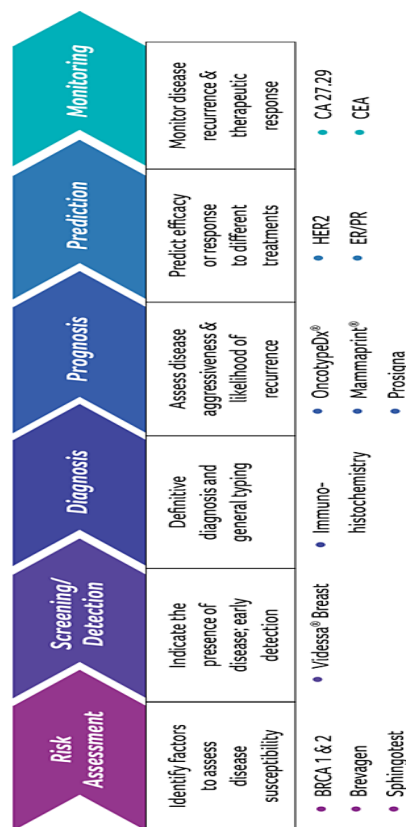 Risk
Assessment
Identify factors
to assess
disease
susceptibility
BRCA 1 & 2
Brevagen
Sphingotest
Screening/
Detection
Indicate the
presence of
disease; early
detection
Videssa® Breast
Diagnosis
Definitive
diagnosis and
general typing
Immuno-
histochemistry
Prognosis
Assess disease
aggressiveness &
likelihood of
recurrence
OncotypeDx®
Mammaprint®
Prosigna
Prediction
Predict efficacy
or response
to different
treatments
HER2
ER/PR
Monitoring
Monitor disease
recurrence &
therapeutic
response
CA 27.29
CEA